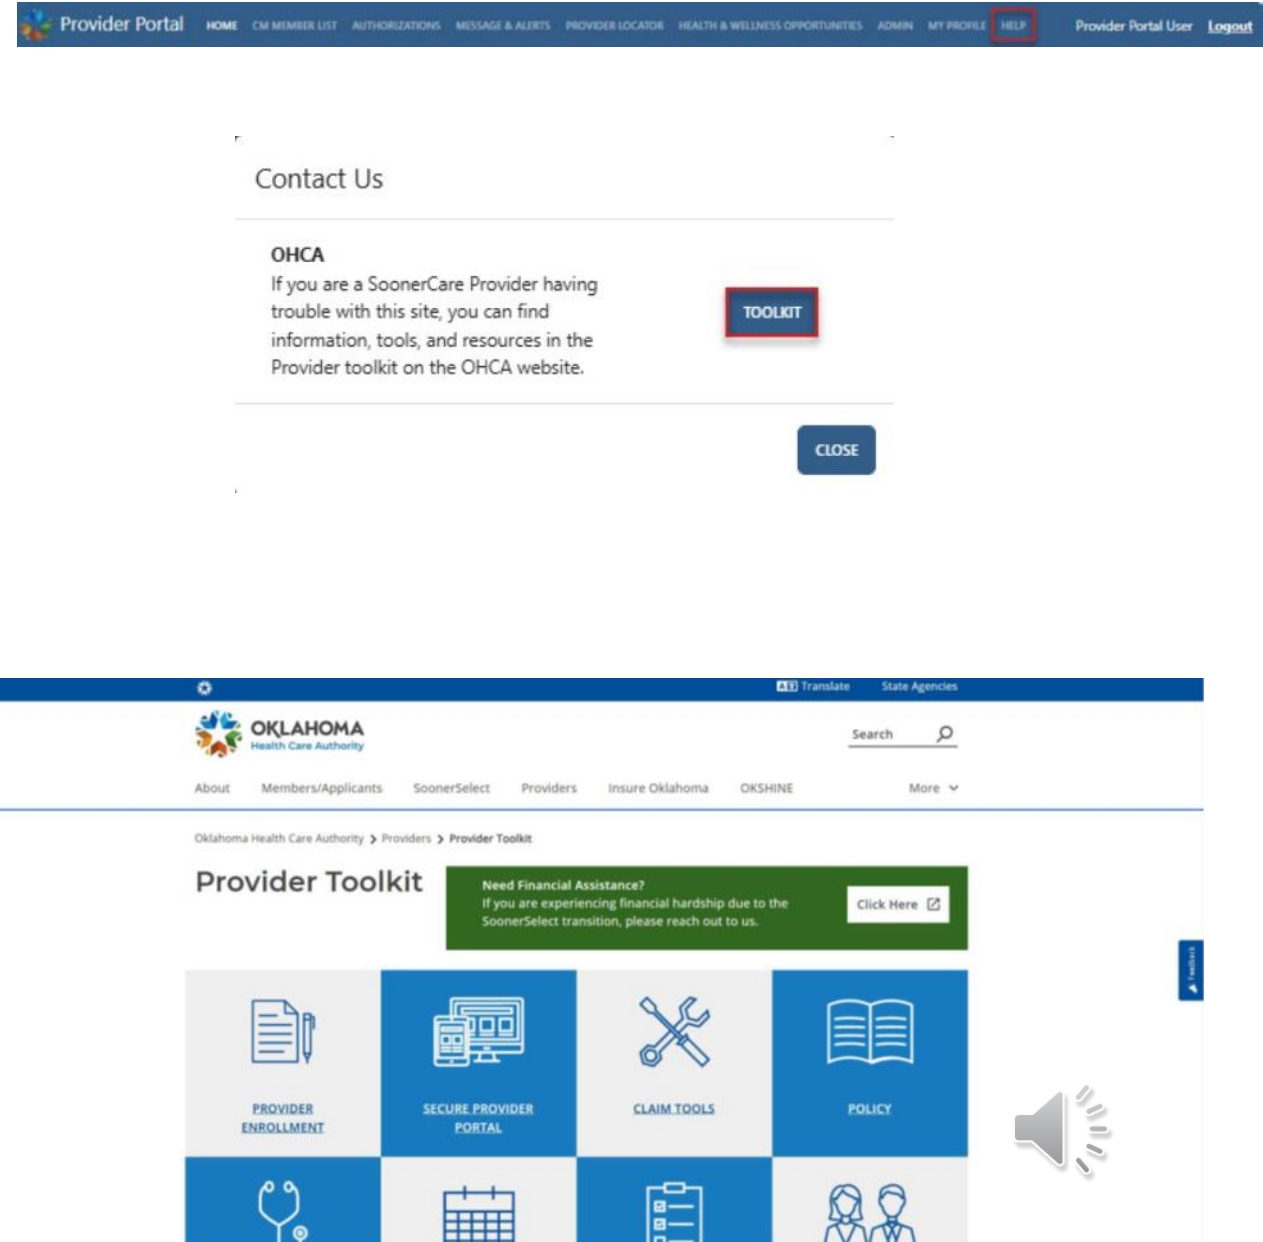 Provider Portal HOME CM MEMBER LIST AUTHORIZATIONS MESSAGE & ALERTS PROVIDER LOCATOR HEALTH & WELLNESS OPPORTUNITIES ADMIN MY PROFILE HELP Provider Portal User Logout
Contact Us
OHCA
If you are a SoonerCare Provider having
trouble with this site, you can find
information, tools, and resources in the
Provider toolkit on the OHCA website.
TOOLKIT
CLOSE
Translate State Agencies
OKLAHOMA
Health Care Authority
Search
About Members/Applicants SoonerSelect Providers Insure Oklahoma OKSHINE More
Oklahoma Health Care Authority > Providers > Provider Toolkit
Provider Toolkit
Need Financial Assistance?
If you are experiencing financial hardship due to the
SoonerSelect transition, please reach out to us.
Click Here
Feedback
PROVIDER
ENROLLMENT
SECURE PROVIDER
PORTAL
CLAIM TOOLS
POLICY